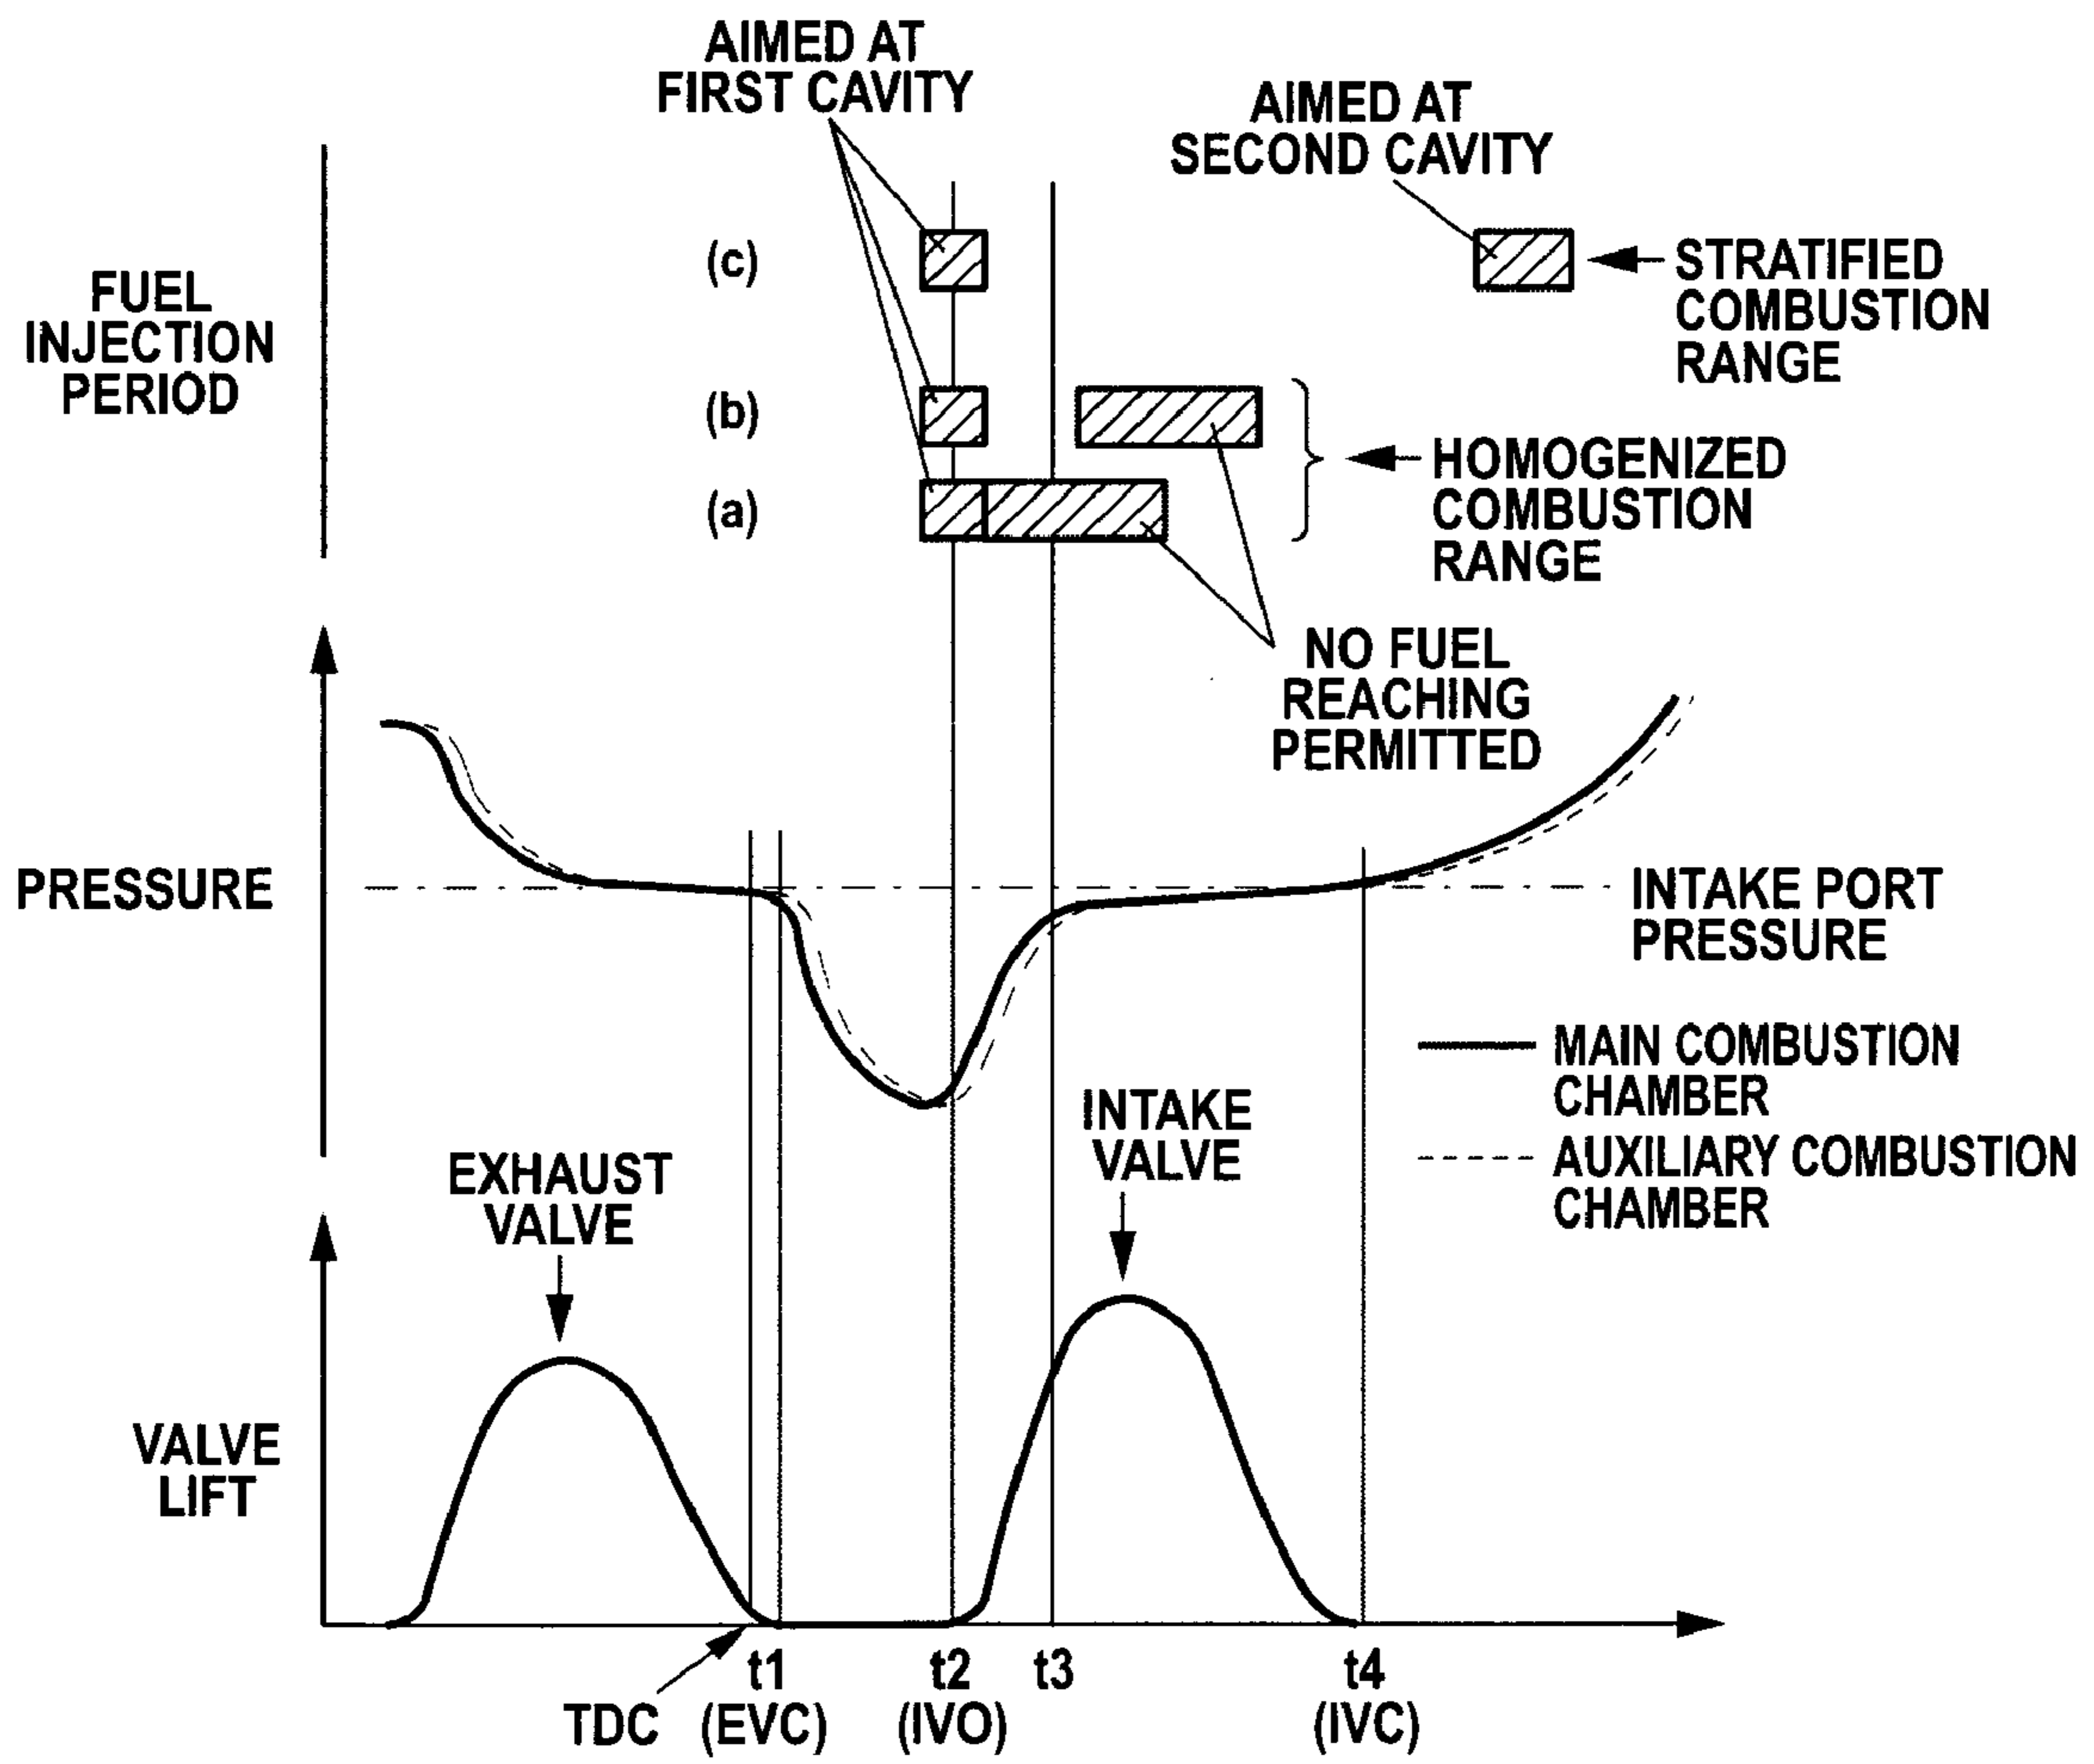 AIMED AT
FIRST CAVITY
AIMED AT
SECOND CAVITY
(c)
STRATIFIED
COMBUSTION
RANGE
FUEL
INJECTION
PERIOD
(b)
HOMOGENIZED
COMBUSTION
RANGE
(a)
NO FUEL
REACHING
PERMITTED
PRESSURE
INTAKE PORT
PRESSURE
MAIN COMBUSTION
CHAMBER
AUXILIARY COMBUSTION
CHAMBER
INTAKE
VALVE
EXHAUST
VALVE
VALVE
LIFT
TDC
t1
(EVC)
t2
(IVO)
t3
t4
(IVC)